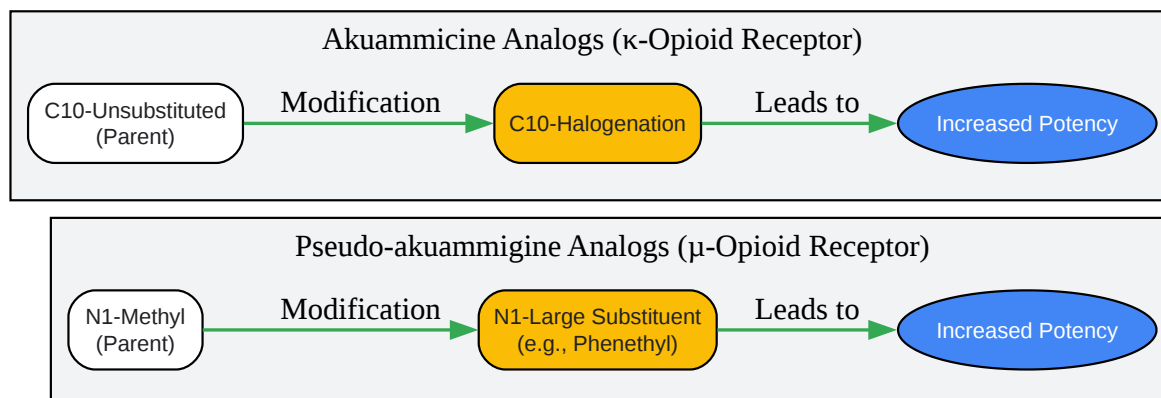 Akuammicine Analogs (κ-Opioid Receptor)
C10-Unsubstituted
(Parent)
Modification
C10-Halogenation
Leads to
Increased Potency
Pseudo-akuammigine Analogs (µ-Opioid Receptor)
N1-Methyl
(Parent)
Modification
N1-Large Substituent
(e.g., Phenethyl)
Leads to
Increased Potency